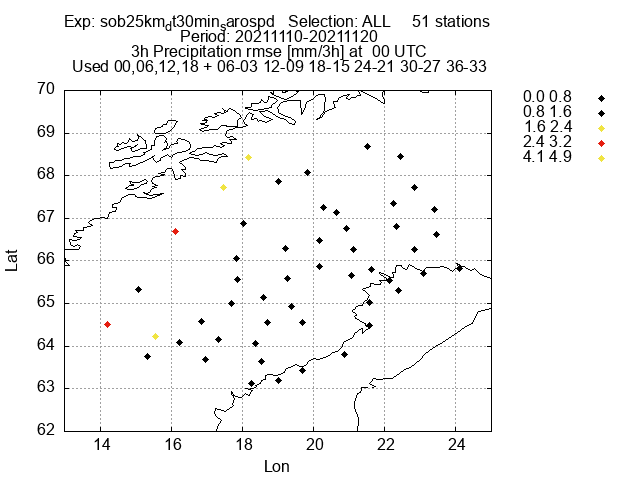 Exp: sob25km_dt30min_sarospd   Selection: ALL     51 stations
Period: 20211110-20211120
3h Precipitation rmse [mm/3h] at  00 UTC
Used 00,06,12,18 + 06-03 12-09 18-15 24-21 30-27 36-33
0.0 0.8
0.8 1.6
1.6 2.4
2.4 3.2
4.1 4.9
70
69
68
67
66
65
64
63
62
Lat
14 16 18 20 22 24
Lon